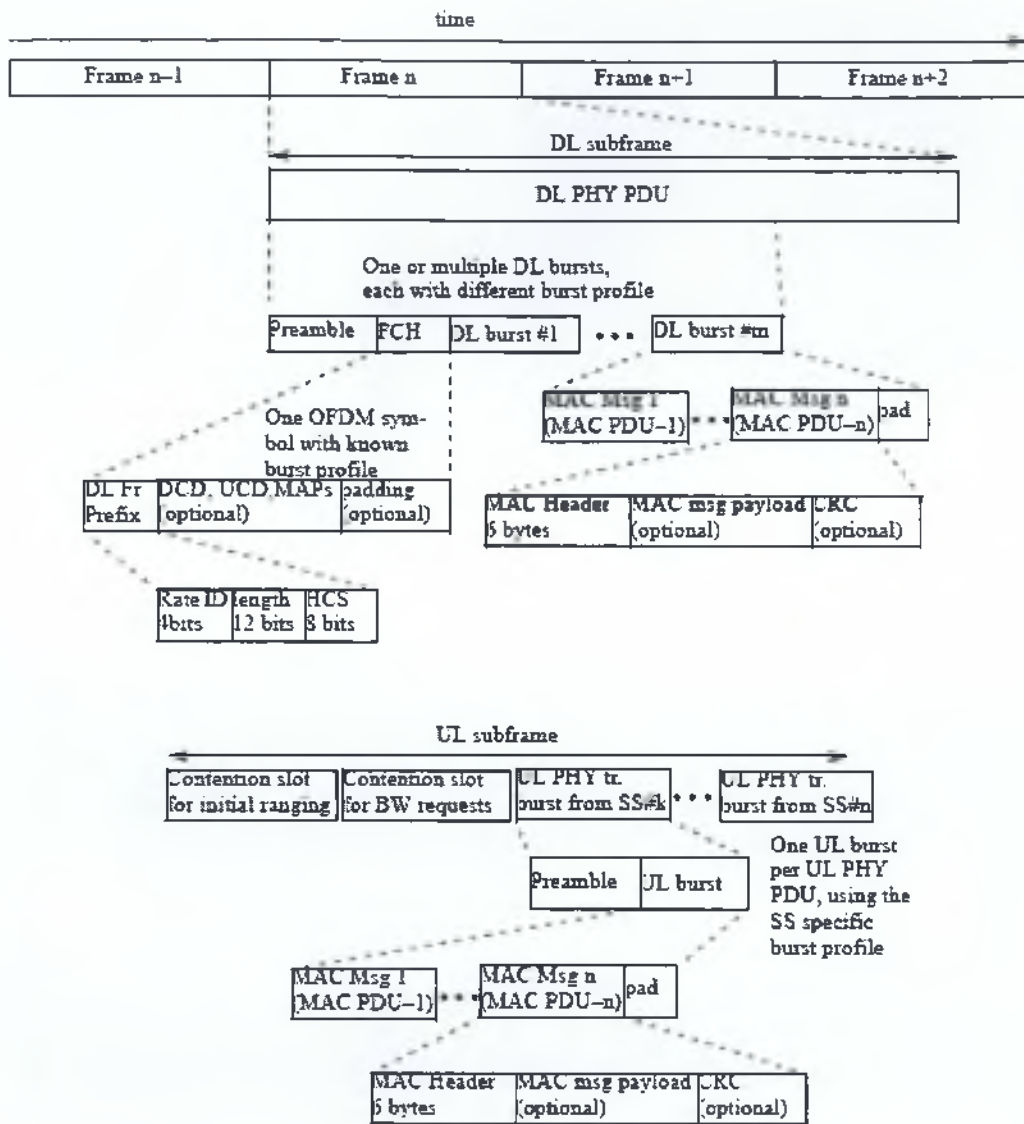 time
Frame n–1 Frame n Frame n+1 Frame n+2
DL subframe
DL PHY PDU
One or multiple DL bursts,
each with different burst profile
Preamble FCH DL burst #1 • • • DL burst #m
MAC Msg 1 MAC Msg n pad
(MAC PDU–1) • • • (MAC PDU–n)
One OFDM sym-
bol with known
burst profile
DL Fr DCD, UCD,MAPs padding
Prefix (optional) (optional)
MAC Header MAC msg payload CRC
6 bytes (optional) (optional)
Rate ID length HCS
4bits 12 bits 8 bits
UL subframe
Contention slot Contention slot UL PHY tr. • • • UL PHY tr.
for initial ranging for BW requests burst from SS#k burst from SS#n
One UL burst
per UL PHY
PDU, using the
SS specific
burst profile
Preamble UL burst
MAC Msg 1 MAC Msg n pad
(MAC PDU–1) • • • (MAC PDU–n)
MAC Header MAC msg payload CRC
6 bytes (optional) (optional)